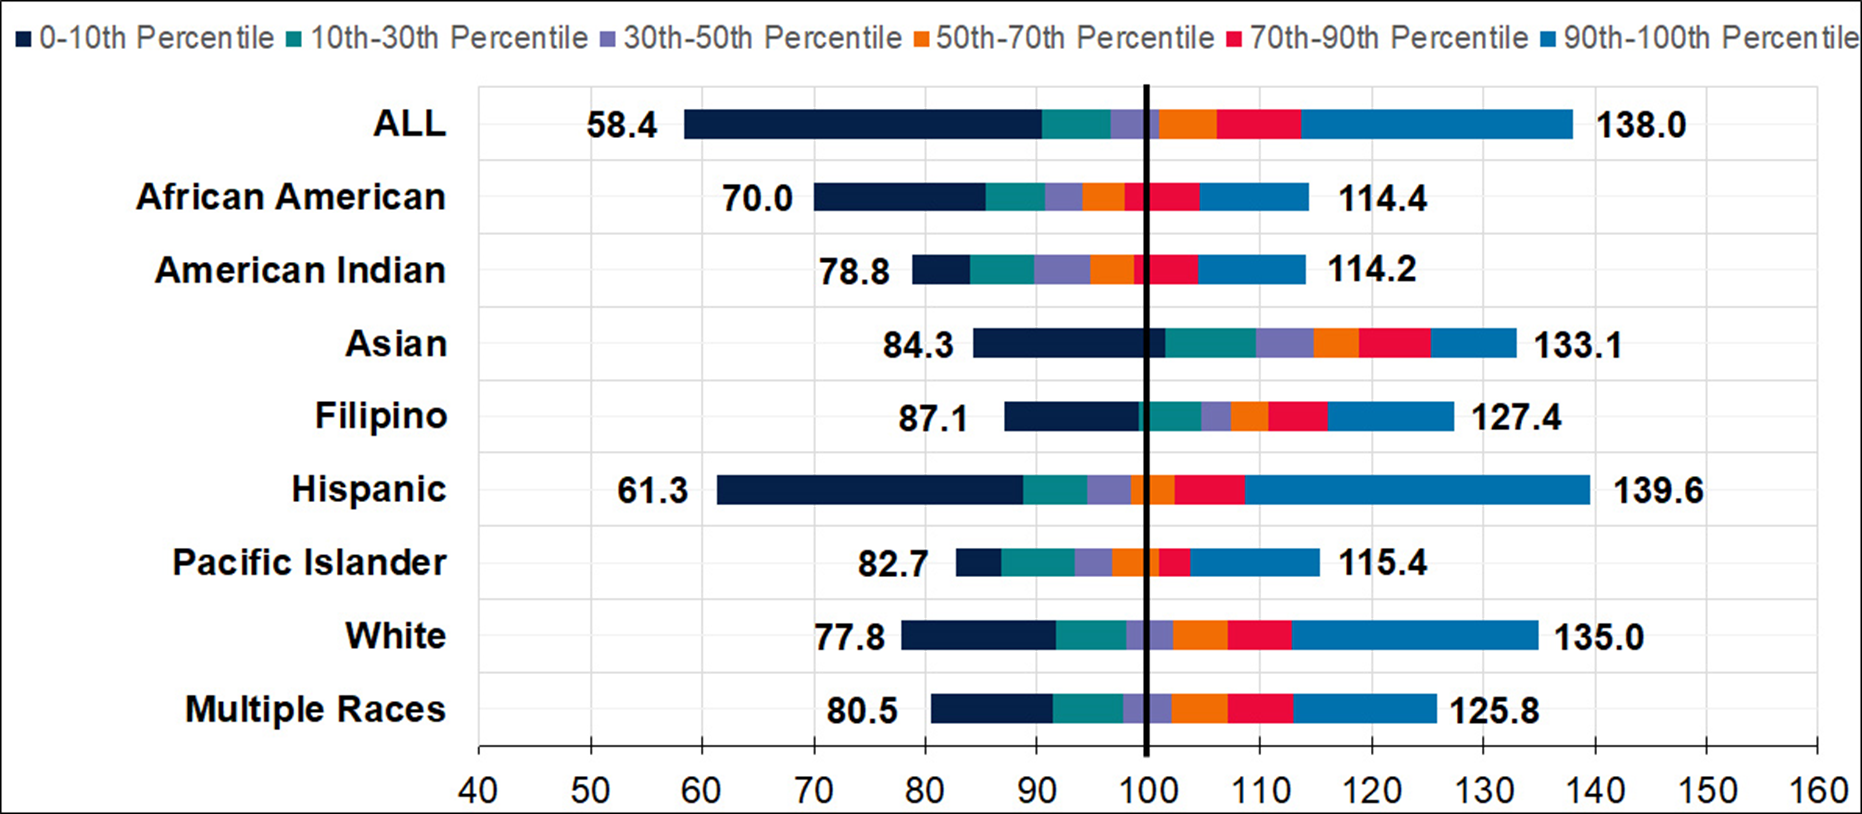 0-10th Percentile 10th-30th Percentile 30th-50th Percentile 50th-70th Percentile 70th-90th Percentile 90th-100th Percentile
ALL 58.4 138.0
African American 70.0 114.4
American Indian 78.8 114.2
Asian 84.3 133.1
Filipino 87.1 127.4
Hispanic 61.3 139.6
Pacific Islander 82.7 115.4
White 77.8 135.0
Multiple Races 80.5 125.8
40 50 60 70 80 90 100 110 120 130 140 150 160